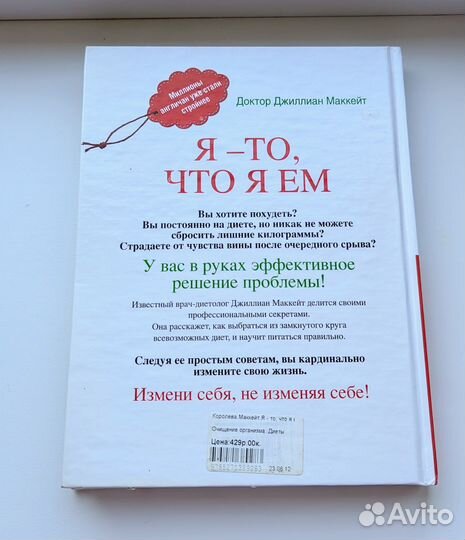 Миллионы
англичан уже стали
стройнее
Доктор Джиллиан Маккейт
Я –ТО,
ЧТО Я ЕМ
Вы хотите похудеть?
Вы постоянно на диете, но никак не можете
сбросить лишние килограммы?
Страдаете от чувства вины после очередного срыва?
У вас в руках эффективное
решение проблемы!
Известный врач-диетолог Джиллиан Маккейт делится своими
профессиональными секретами.
Она расскажет, как выбраться из замкнутого круга
всевозможных диет, и научит питаться правильно.
Следуя ее простым советам, вы кардинально
измените свою жизнь.
Измени себя, не изменяя себе!
Королева.Маккейт.Я - то, что я
Очищение организма. Диеты
Цена:429р.00к.
23.06.12
Avito